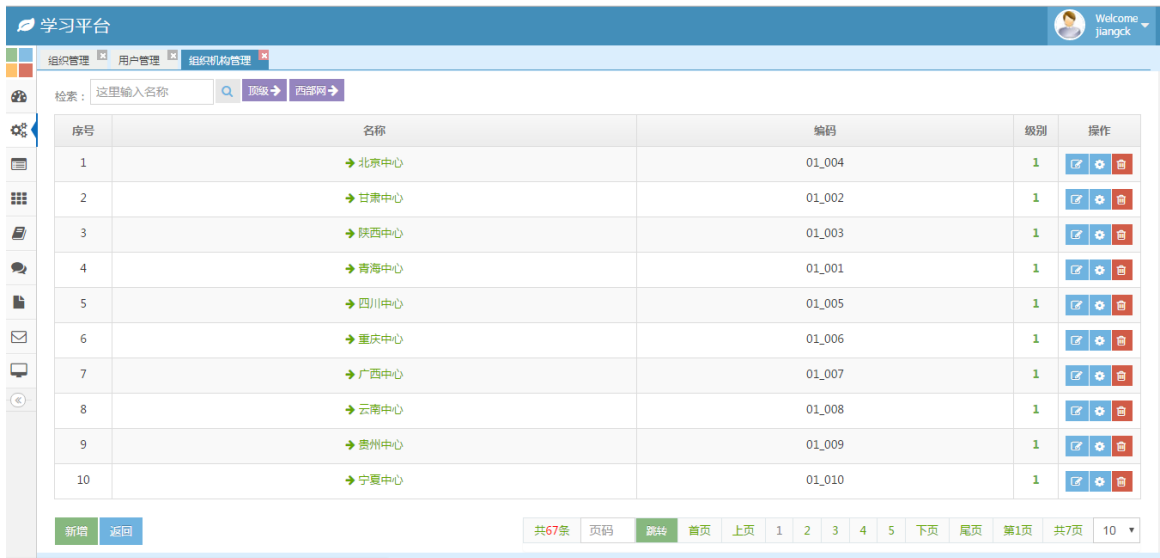 学习平台
Welcome
jiangck
组织管理 用户管理 组织机构管理
检索： 这里输入名称 顶级 西部网
序号 名称 编码 级别 操作
1 北京中心 01_004 1
2 甘肃中心 01_002 1
3 陕西中心 01_003 1
4 青海中心 01_001 1
5 四川中心 01_005 1
6 重庆中心 01_006 1
7 广西中心 01_007 1
8 云南中心 01_008 1
9 贵州中心 01_009 1
10 宁夏中心 01_010 1
新增 返回 共67条 页码 跳转 首页 上页 1 2 3 4 5 下页 尾页 第1页 共7页 10